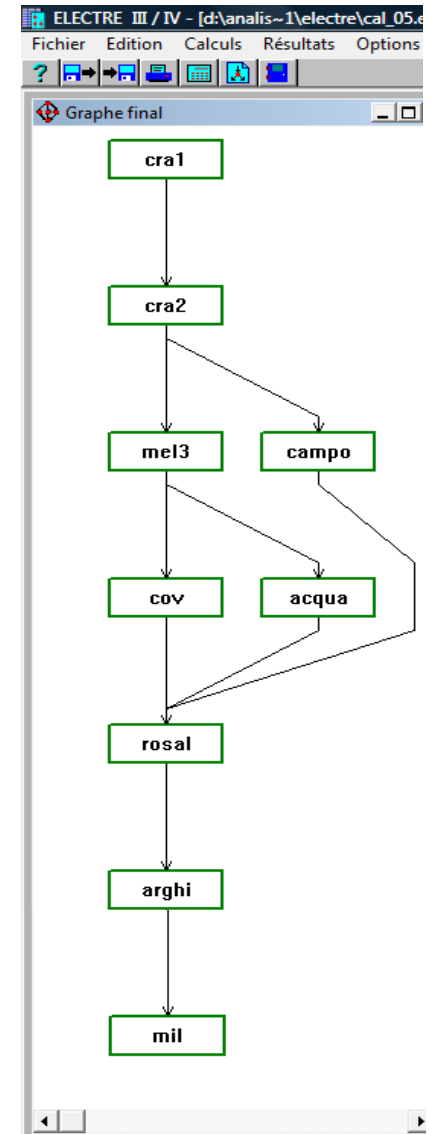 ELECTRE III / IV - [d:\analis~1\electre\cal_05.e
Fichier Edition Calculs Résultats Options
?
Graphe final
cra1
cra2
mel3 campo
cov acqua
rosal
arghi
mil